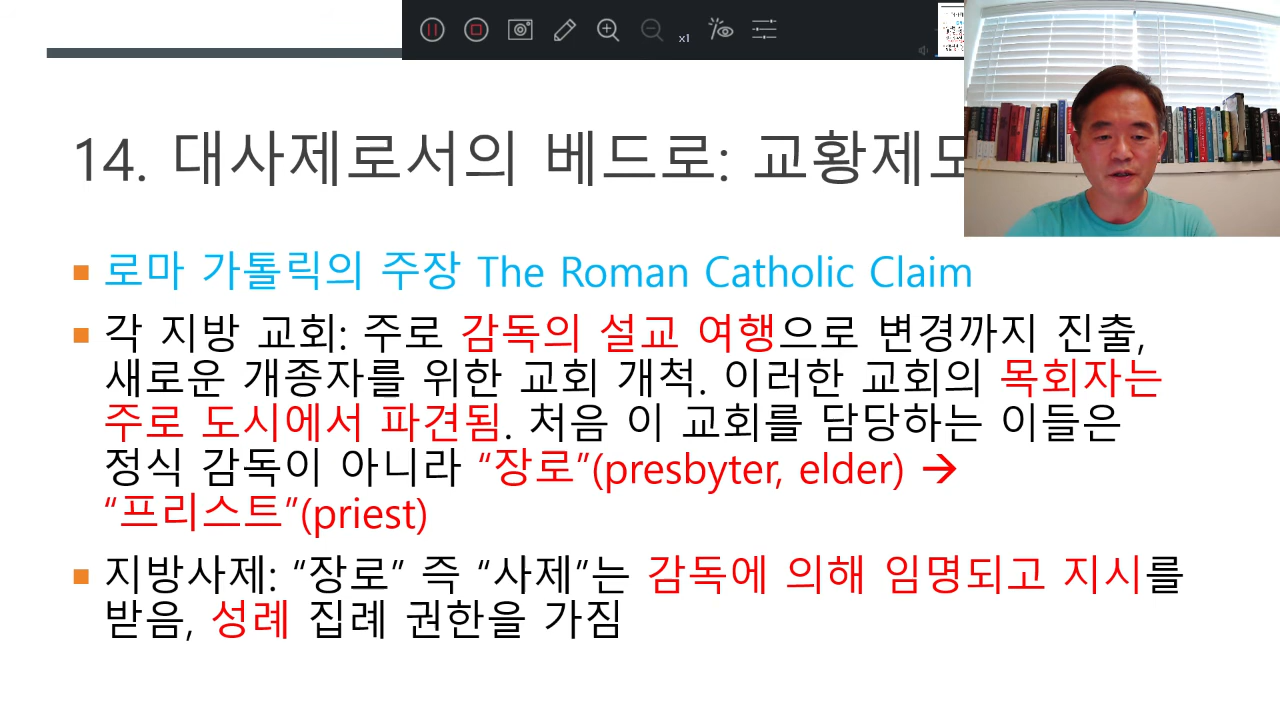 x1
14. 대사제로서의 베드로: 교황제도
로마 가톨릭의 주장 The Roman Catholic Claim
각 지방 교회: 주로 감독의 설교 여행으로 변경까지 진출,
새로운 개종자를 위한 교회 개척. 이러한 교회의 목회자는
주로 도시에서 파견됨. 처음 이 교회를 담당하는 이들은
정식 감독이 아니라 “장로”(presbyter, elder) →
“프리스트”(priest)
지방사제: “장로” 즉 “사제”는 감독에 의해 임명되고 지시를
받음, 성례 집례 권한을 가짐